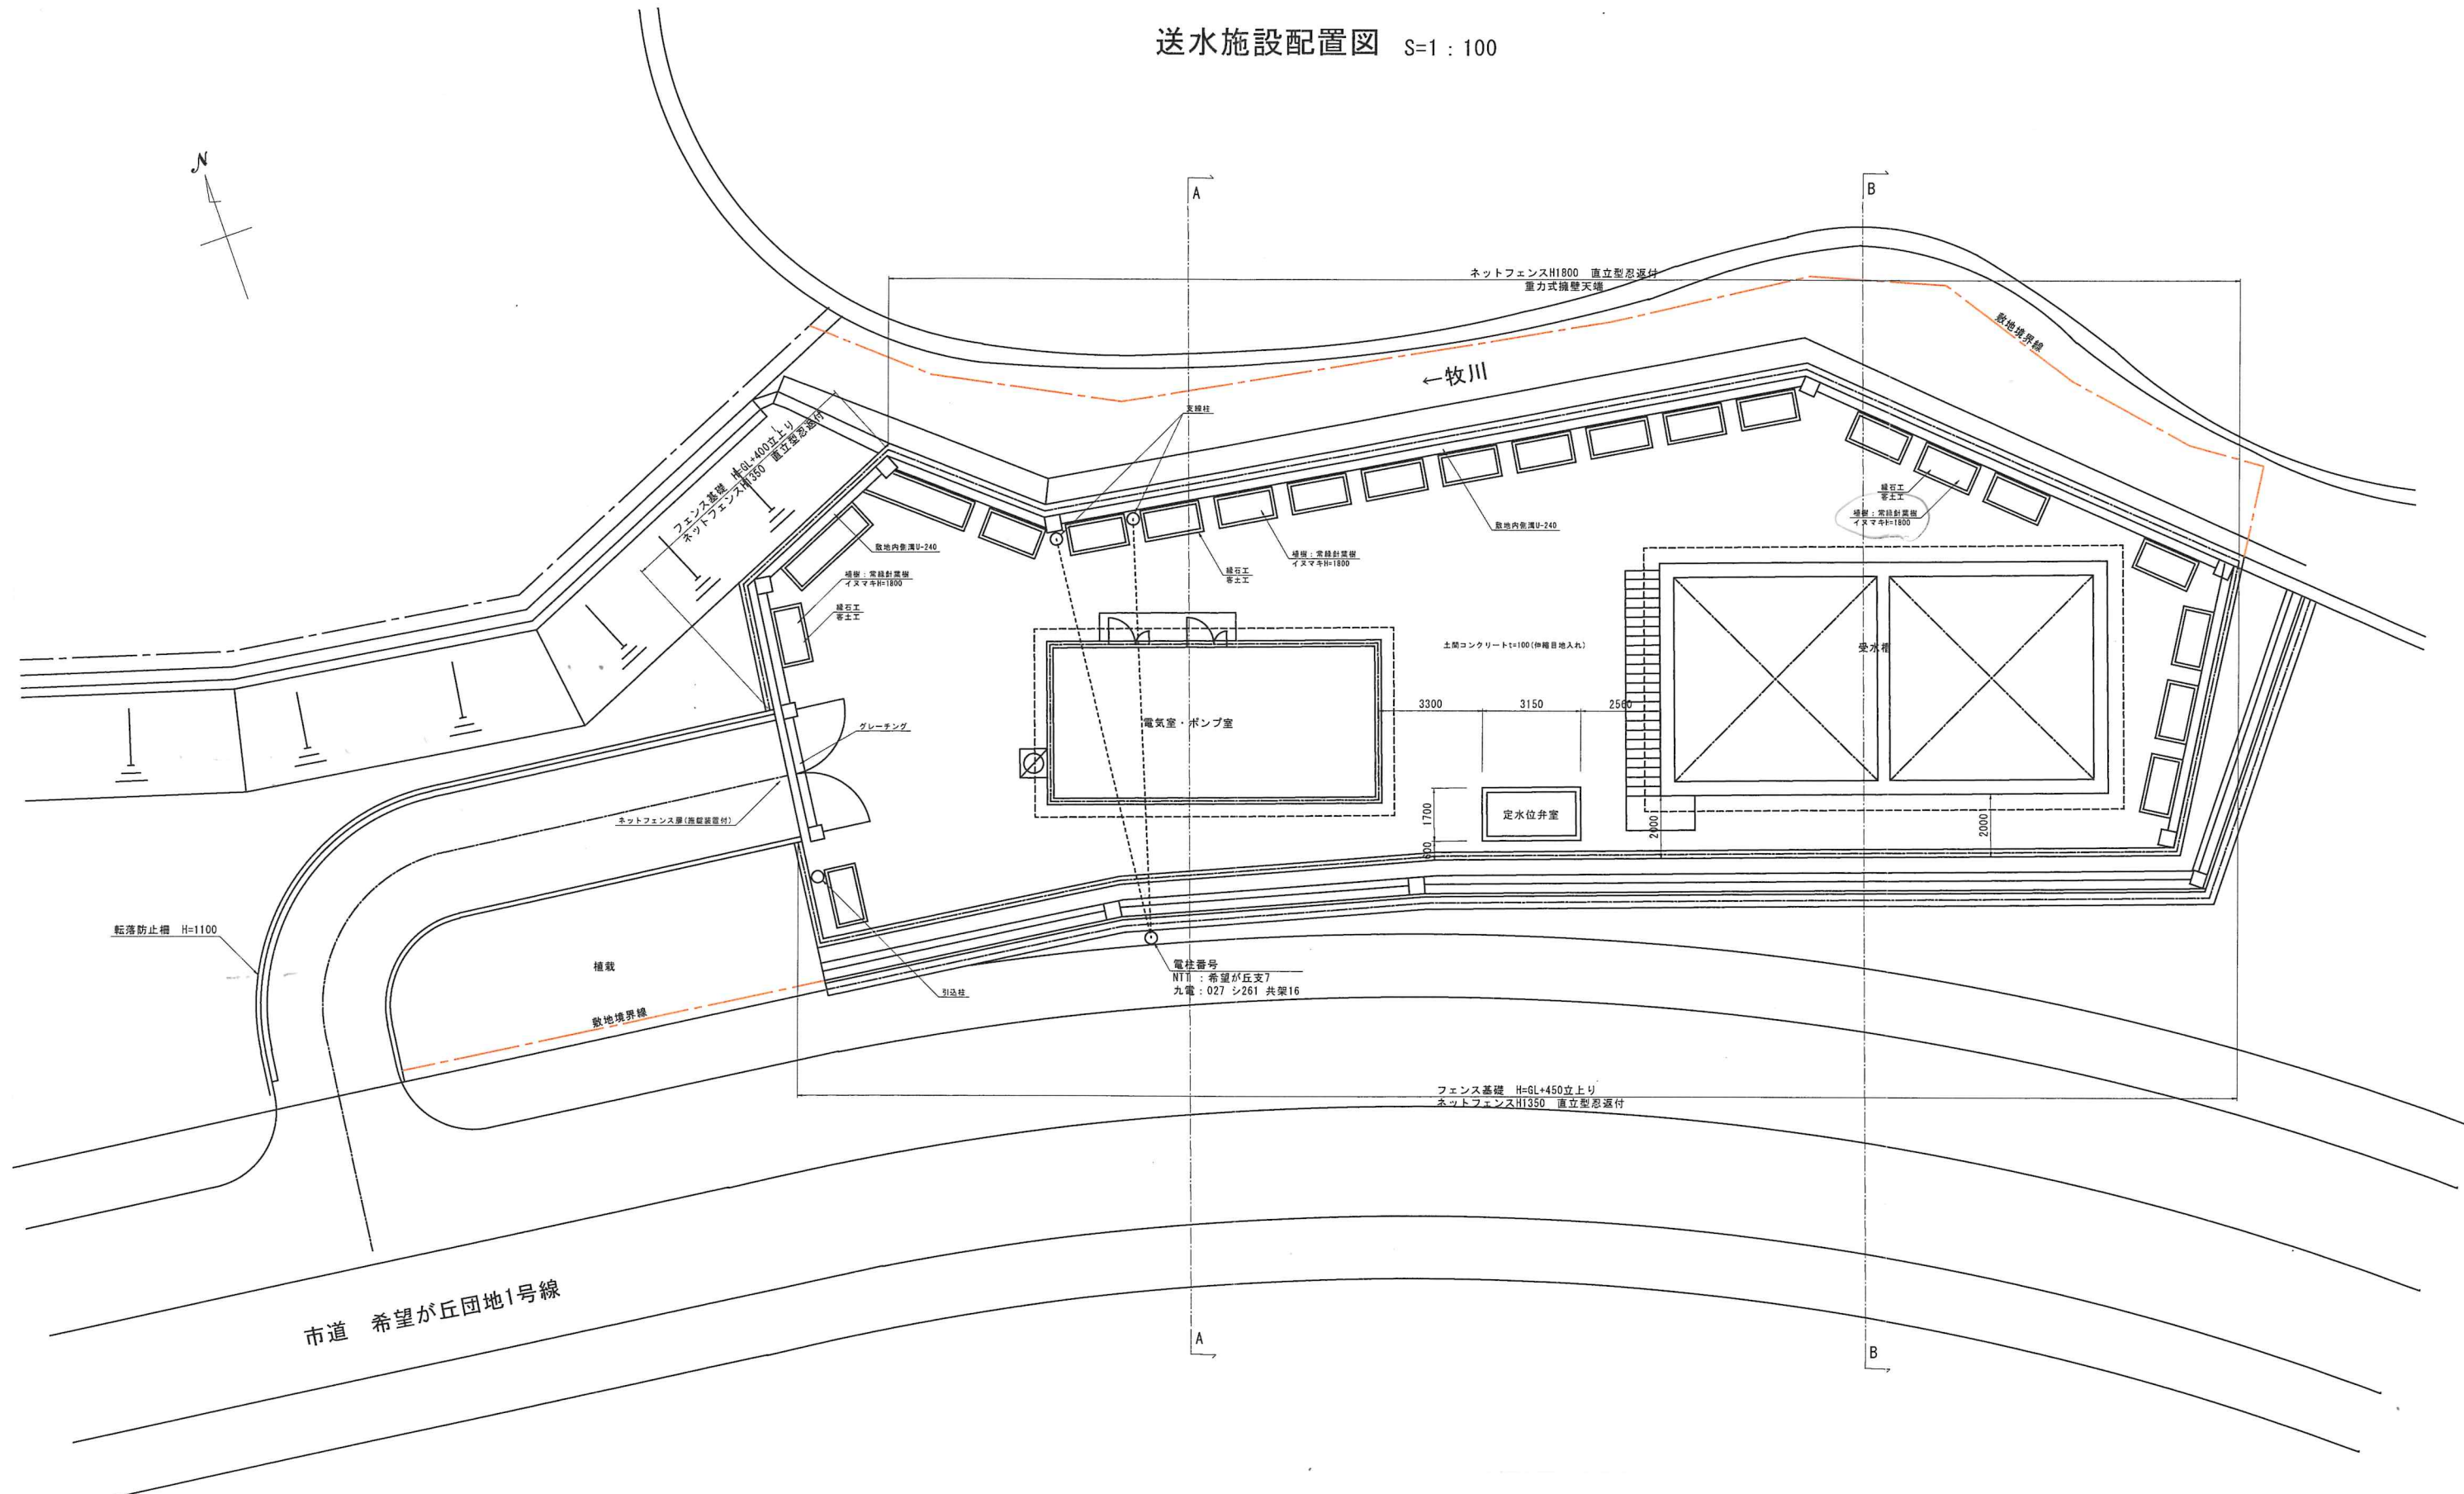 送水施設配置図 S=1：100
N
A
B
ネットフェンスH1800　直立型忍返付
重力式擁壁天端
敷地境界線
←牧川
支線柱
フェンス基礎　H=GL+400立上り
ネットフェンスH1350　直立型忍返付
敷地内側溝U-240
植樹：常緑針葉樹
イヌマキH=1800
縁石工
客土工
縁石工
客土工
植樹：常緑針葉樹
イヌマキH=1800
敷地内側溝U-240
縁石工
客土工
植樹：常緑針葉樹
イヌマキH=1800
土間コンクリートt=100(伸縮目地入れ)
受水槽
電気室・ポンプ室
3300
3150
2560
グレーチング
ネットフェンス扉(施錠装置付)
1700
600
定水位弁室
2000
2000
転落防止柵　H=1100
植栽
敷地境界線
引込柱
電柱番号
NTT ：希望が丘支7
九電：027 シ261 共架16
フェンス基礎　H=GL+450立上り
ネットフェンスH1350　直立型忍返付
市道　希望が丘団地1号線
A
B